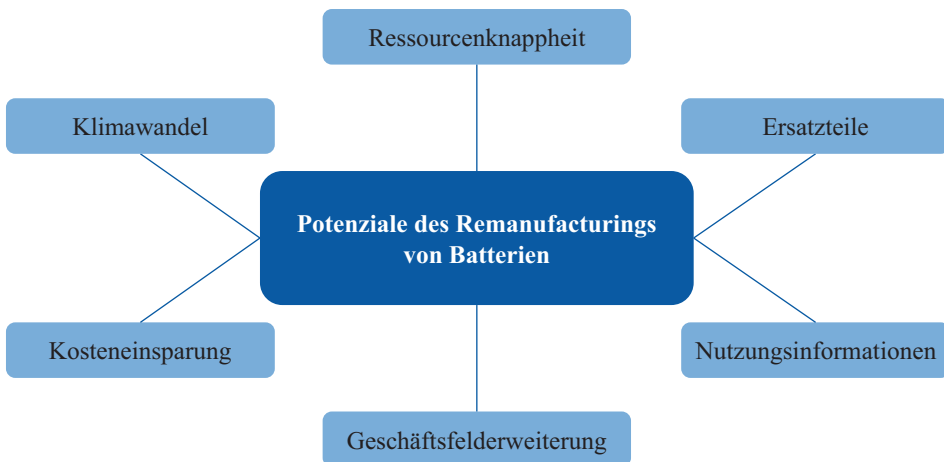 Ressourcenknappheit
Klimawandel
Ersatzteile
Potenziale des Remanufacturings
von Batterien
Kosteneinsparung
Nutzungsinformationen
Geschäftsfelderweiterung